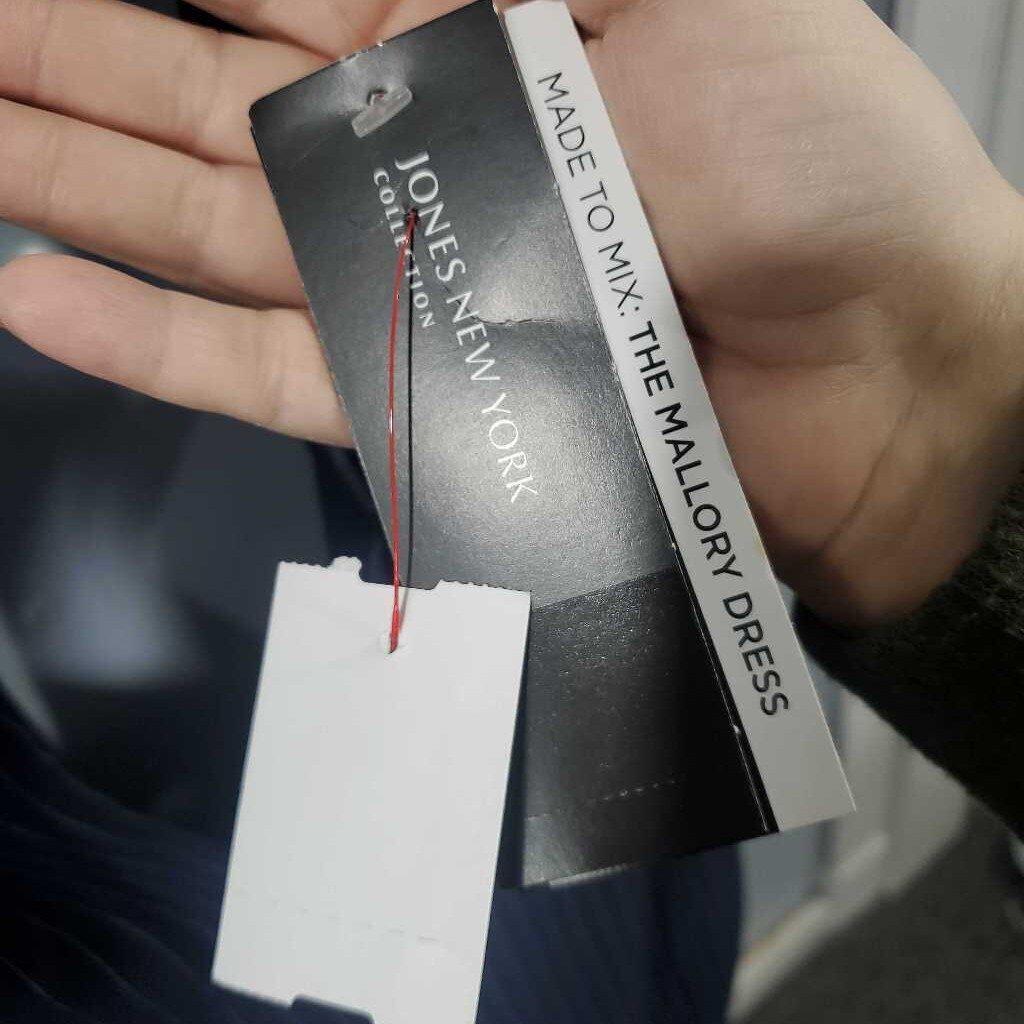 JONES NEW YORK
COLLECTION
MADE TO MIX: THE MALLORY DRESS